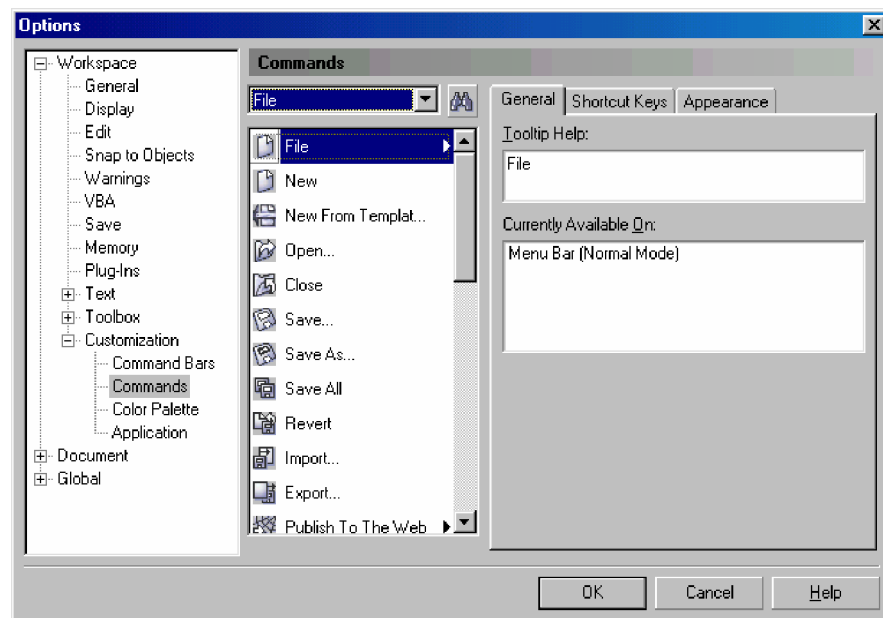 Options
Workspace
General
Display
Edit
Snap to Objects
Warnings
VBA
Save
Memory
Plug-Ins
Text
Toolbox
Customization
Command Bars
Commands
Color Palette
Application
Document
Global
Commands
File
File
New
New From Templat...
Open...
Close
Save...
Save As...
Save All
Revert
Import...
Export...
Publish To The Web
General Shortcut Keys Appearance
Tooltip Help:
File
Currently Available On:
Menu Bar (Normal Mode)
OK Cancel Help